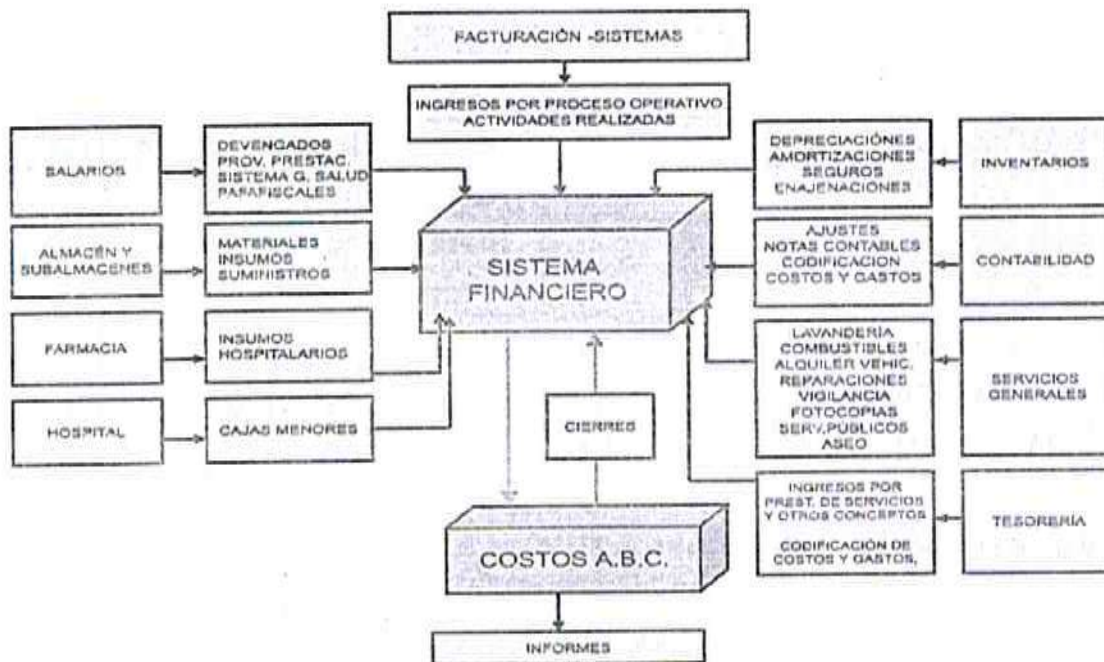 FACTURACIÓN -SISTEMAS
INGRESOS POR PROCESO OPERATIVO
ACTIVIDADES REALIZADAS
SALARIOS
DEVENGADOS
PROV. PRESTAC.
SISTEMA G. SALUD
PARAFISCALES
ALMACÉN Y
SUBALMACENES
MATERIALES
INSUMOS
SUMINISTROS
FARMACIA
INSUMOS
HOSPITALARIOS
HOSPITAL
CAJAS MENORES
SISTEMA
FINANCIERO
DEPRECIACIÓNES
AMORTIZACIONES
SEGUROS
ENAJENACIONES
INVENTARIOS
AJUSTES
NOTAS CONTABLES
CODIFICACION
COSTOS Y GASTOS
CONTABILIDAD
LAVANDERÍA
COMBUSTIBLES
ALQUILER VEHIC.
REPARACIONES
VIGILANCIA
FOTOCOPIAS
SERV.PÚBLICOS
ASEO
SERVICIOS
GENERALES
CIERRES
INGRESOS POR
PREST. DE SERVICIOS
Y OTROS CONCEPTOS
CODIFICACIÓN DE
COSTOS Y GASTOS,
TESORERÍA
COSTOS A.B.C.
INFORMES